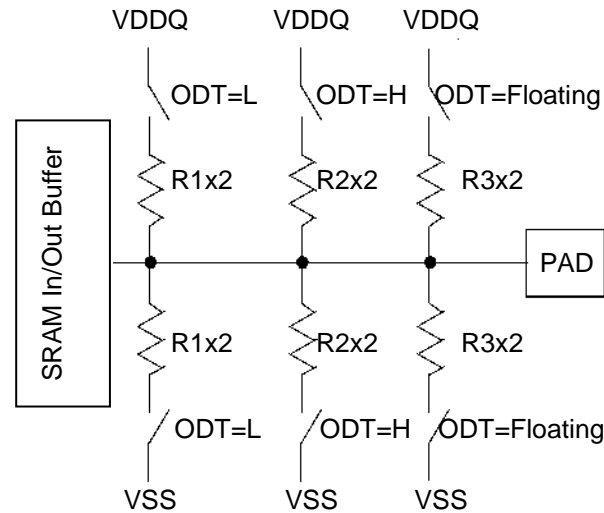 VDDQ VDDQ VDDQ
ODT=L ODT=H ODT=Floating
R1x2 R2x2 R3x2
SRAM In/Out Buffer
PAD
R1x2 R2x2 R3x2
ODT=L ODT=H ODT=Floating
VSS VSS VSS